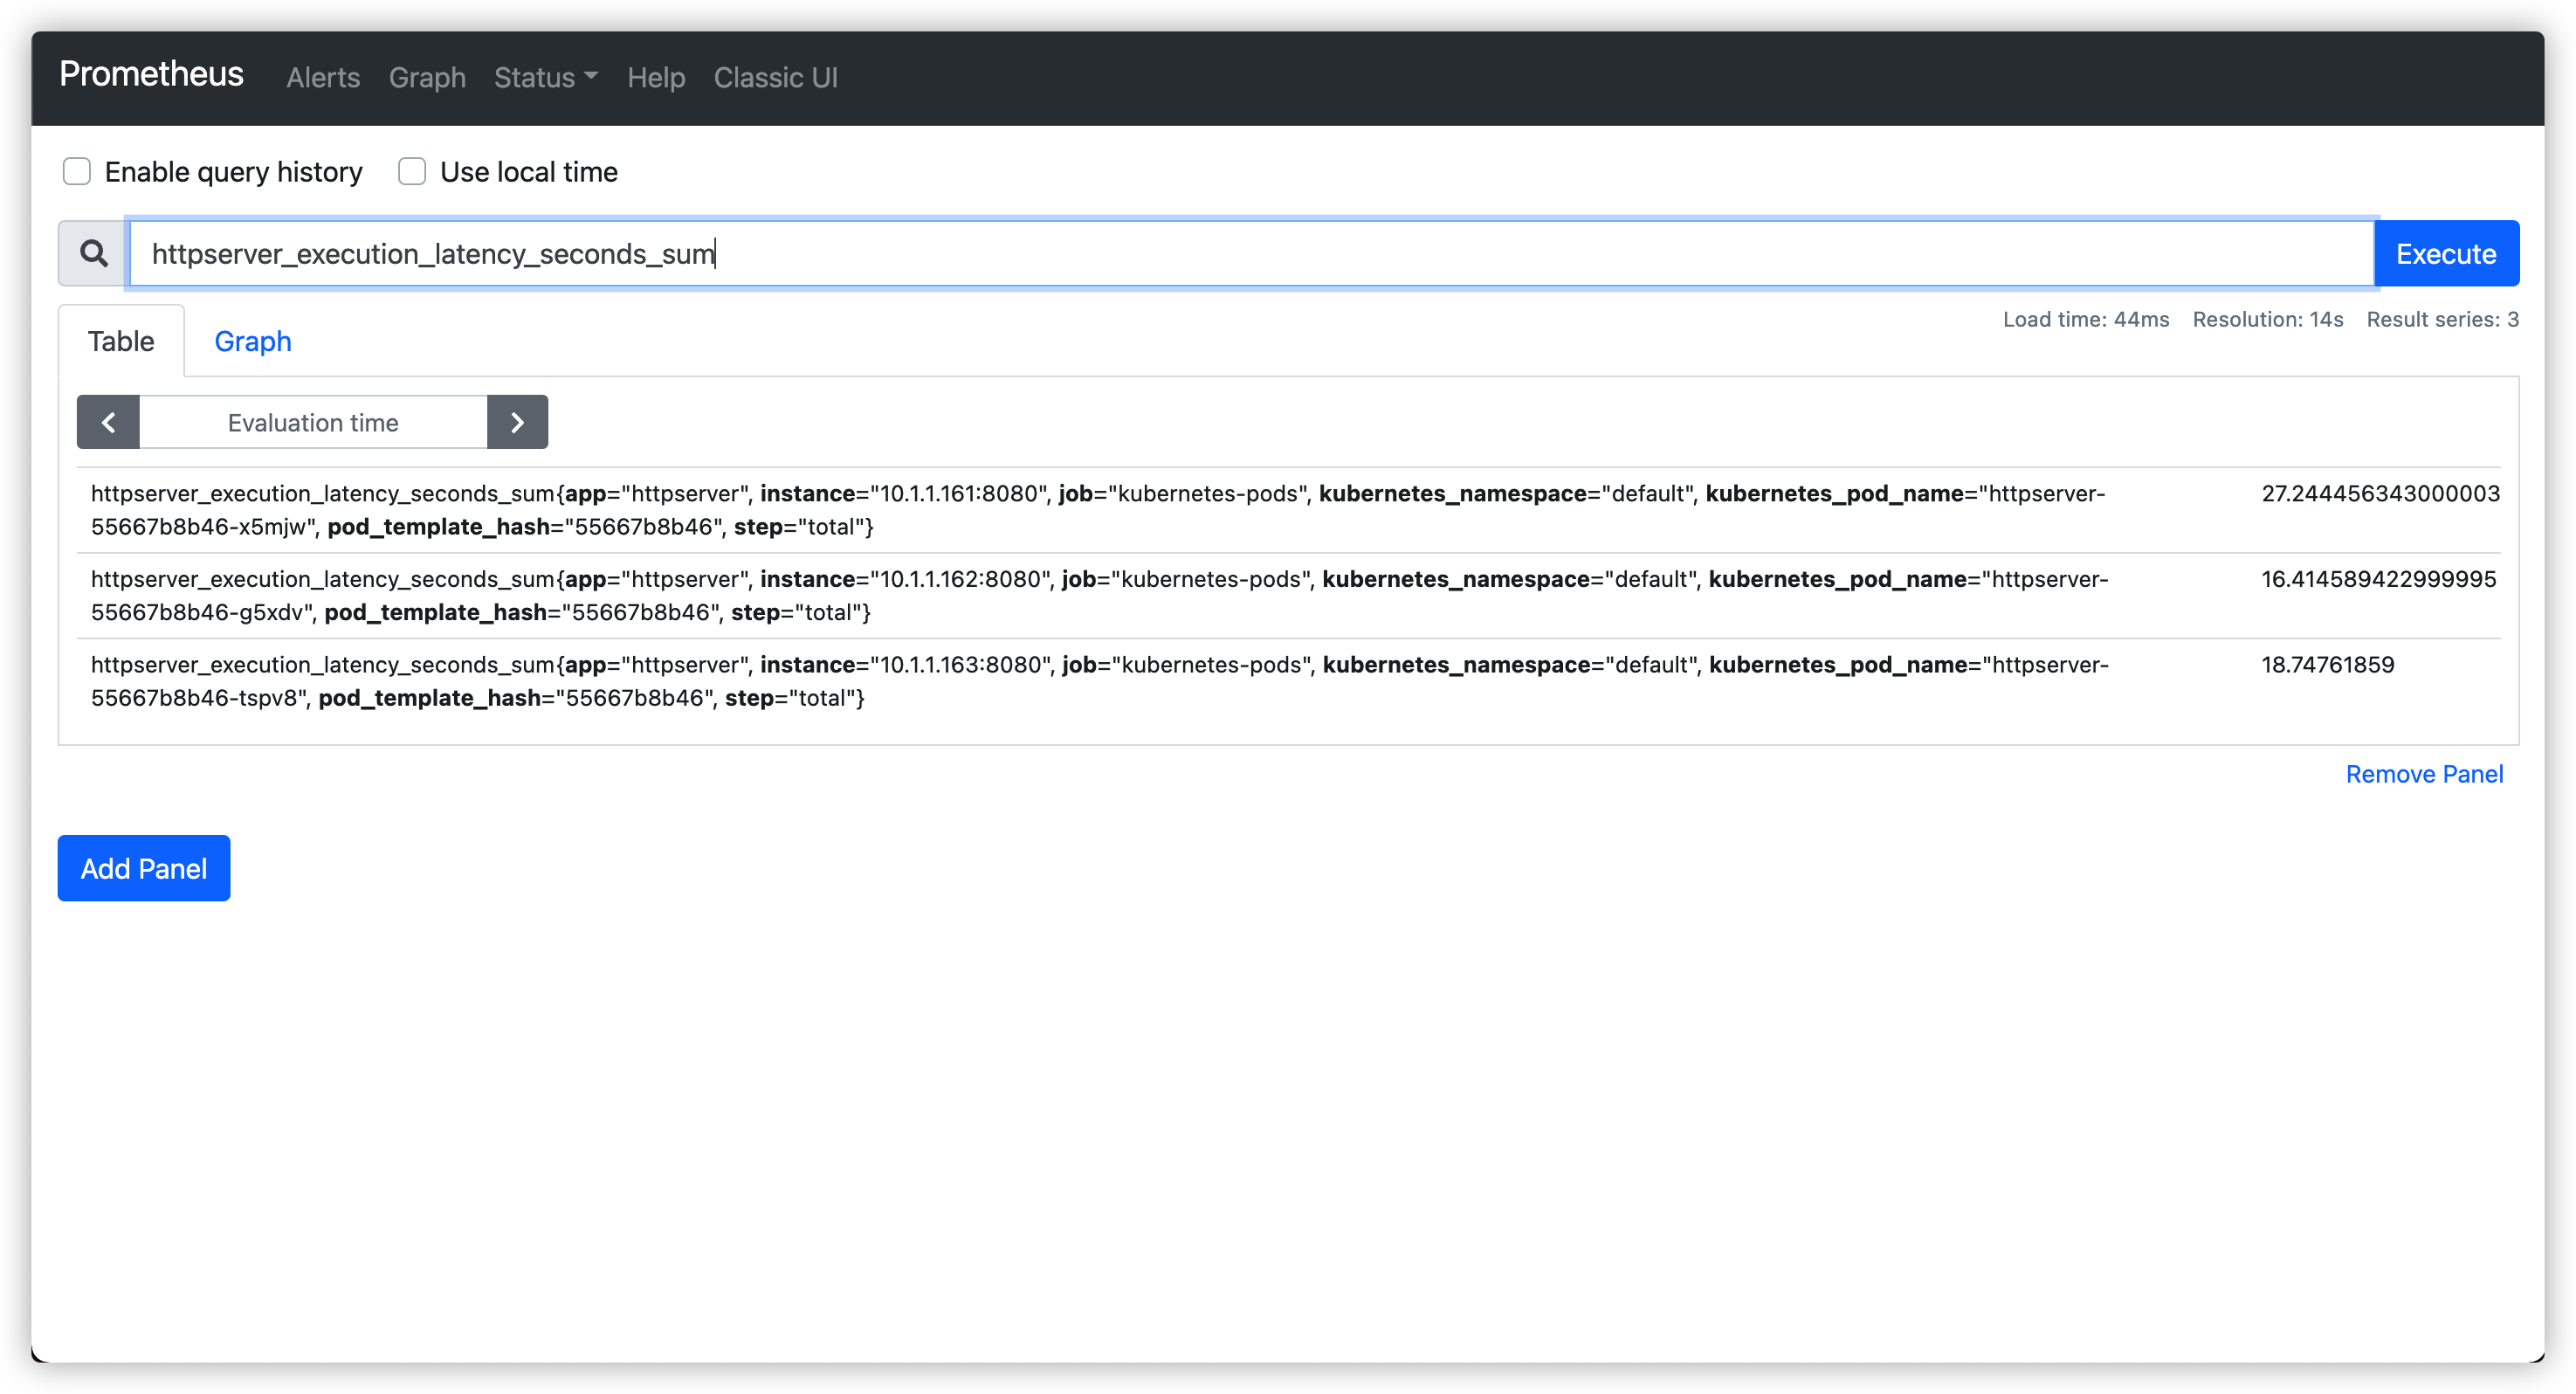 Prometheus Alerts Graph Status Help Classic UI
Enable query history Use local time
httpserver_execution_latency_seconds_sum Execute
Table Graph Load time: 44ms Resolution: 14s Result series: 3
Evaluation time
httpserver_execution_latency_seconds_sum{app="httpserver", instance="10.1.1.161:8080", job="kubernetes-pods", kubernetes_namespace="default", kubernetes_pod_name="httpserver- 27.244456343000003
55667b8b46-x5mjw", pod_template_hash="55667b8b46", step="total"}
httpserver_execution_latency_seconds_sum{app="httpserver", instance="10.1.1.162:8080", job="kubernetes-pods", kubernetes_namespace="default", kubernetes_pod_name="httpserver- 16.414589422999995
55667b8b46-g5xdv", pod_template_hash="55667b8b46", step="total"}
httpserver_execution_latency_seconds_sum{app="httpserver", instance="10.1.1.163:8080", job="kubernetes-pods", kubernetes_namespace="default", kubernetes_pod_name="httpserver- 18.74761859
55667b8b46-tspv8", pod_template_hash="55667b8b46", step="total"}
Remove Panel
Add Panel